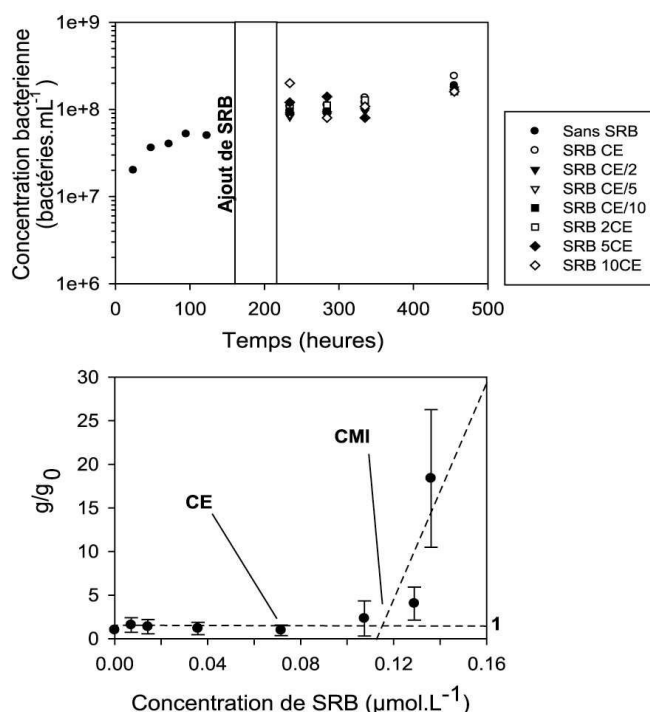 1e+9
1e+8
1e+7
1e+6
Concentration bactérienne
(bactéries.mL-1)
Ajout de SRB
0 100 200 300 400 500
Temps (heures)
Sans SRB
SRB CE
SRB CE/2
SRB CE/5
SRB CE/10
SRB 2CE
SRB 5CE
SRB 10CE
30
25
20
15
10
5
0
g/g0
CMI
CE
1
0.00 0.04 0.08 0.12 0.16
Concentration de SRB (µmol.L-1)